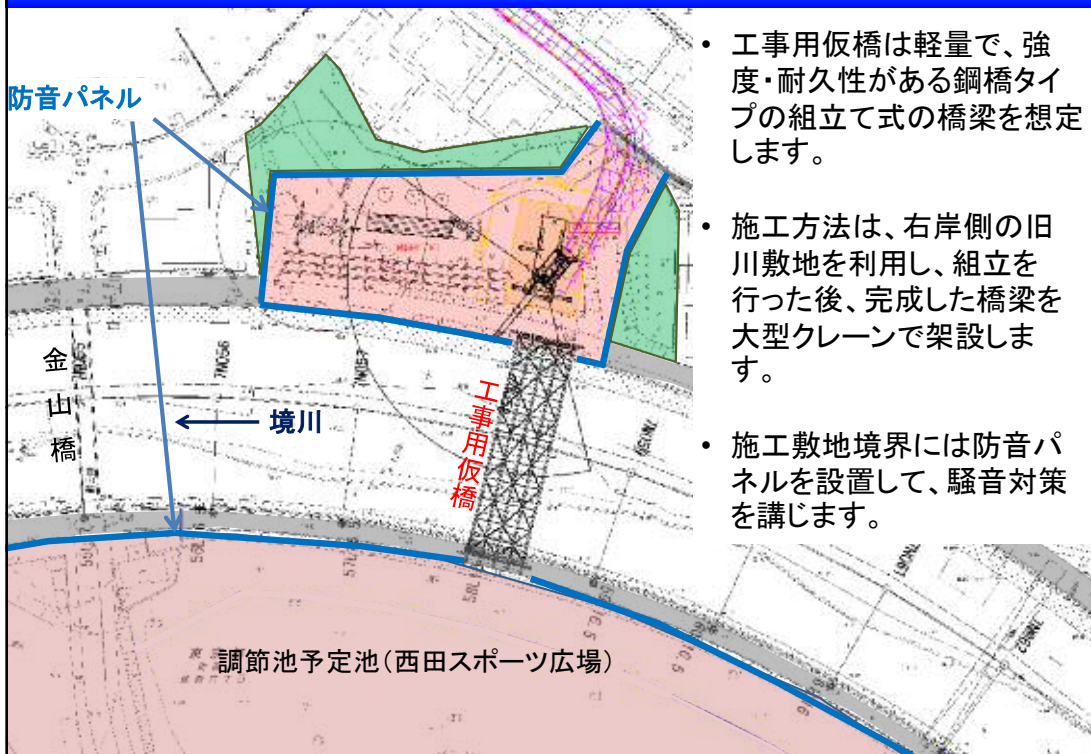 防音パネル
金山橋
境川
工事用仮橋
調節池予定池(西田スポーツ広場)
• 工事用仮橋は軽量で、強
度・耐久性がある鋼橋タイ
プの組立て式の橋梁を想定
します。
• 施工方法は、右岸側の旧
川敷地を利用し、組立を
行った後、完成した橋梁を
大型クレーンで架設しま
す。
• 施工敷地境界には防音パ
ネルを設置して、騒音対策
を講じます。